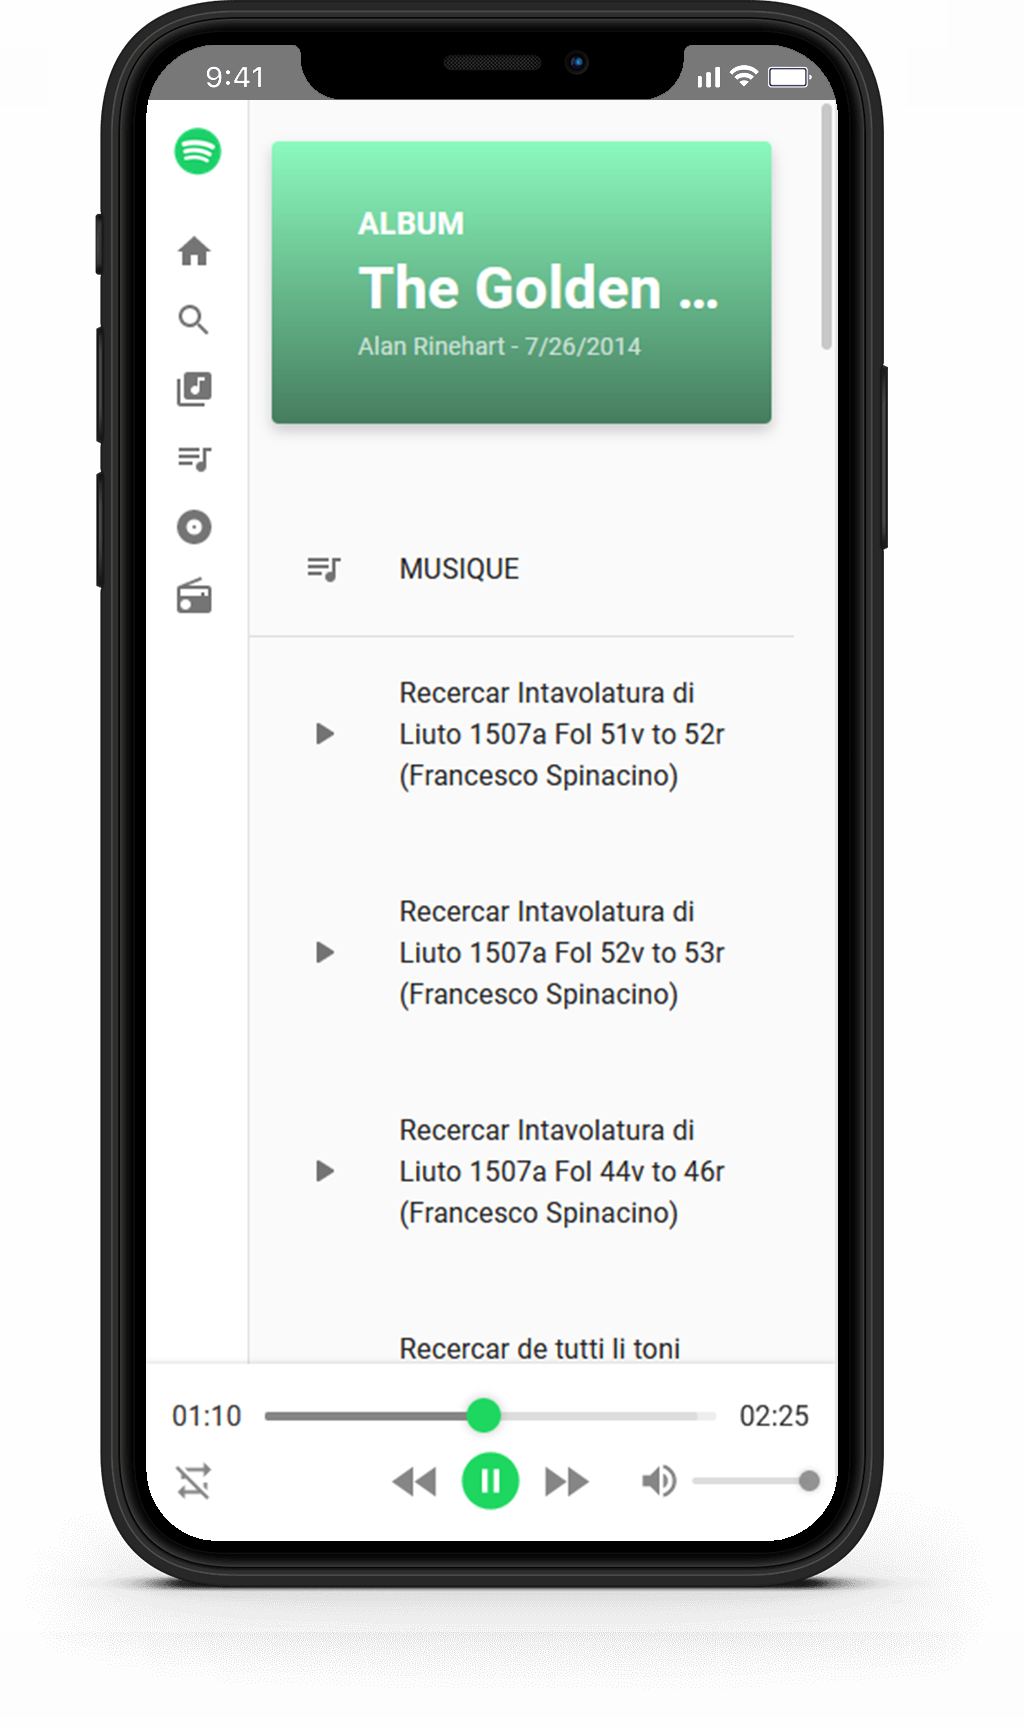 9:41
ALBUM
The Golden ...
Alan Rinehart - 7/26/2014
MUSIQUE
Recercar Intavolatura di
Liuto 1507a Fol 51v to 52r
(Francesco Spinacino)
Recercar Intavolatura di
Liuto 1507a Fol 52v to 53r
(Francesco Spinacino)
Recercar Intavolatura di
Liuto 1507a Fol 44v to 46r
(Francesco Spinacino)
Recercar de tutti li toni
01:10
02:25